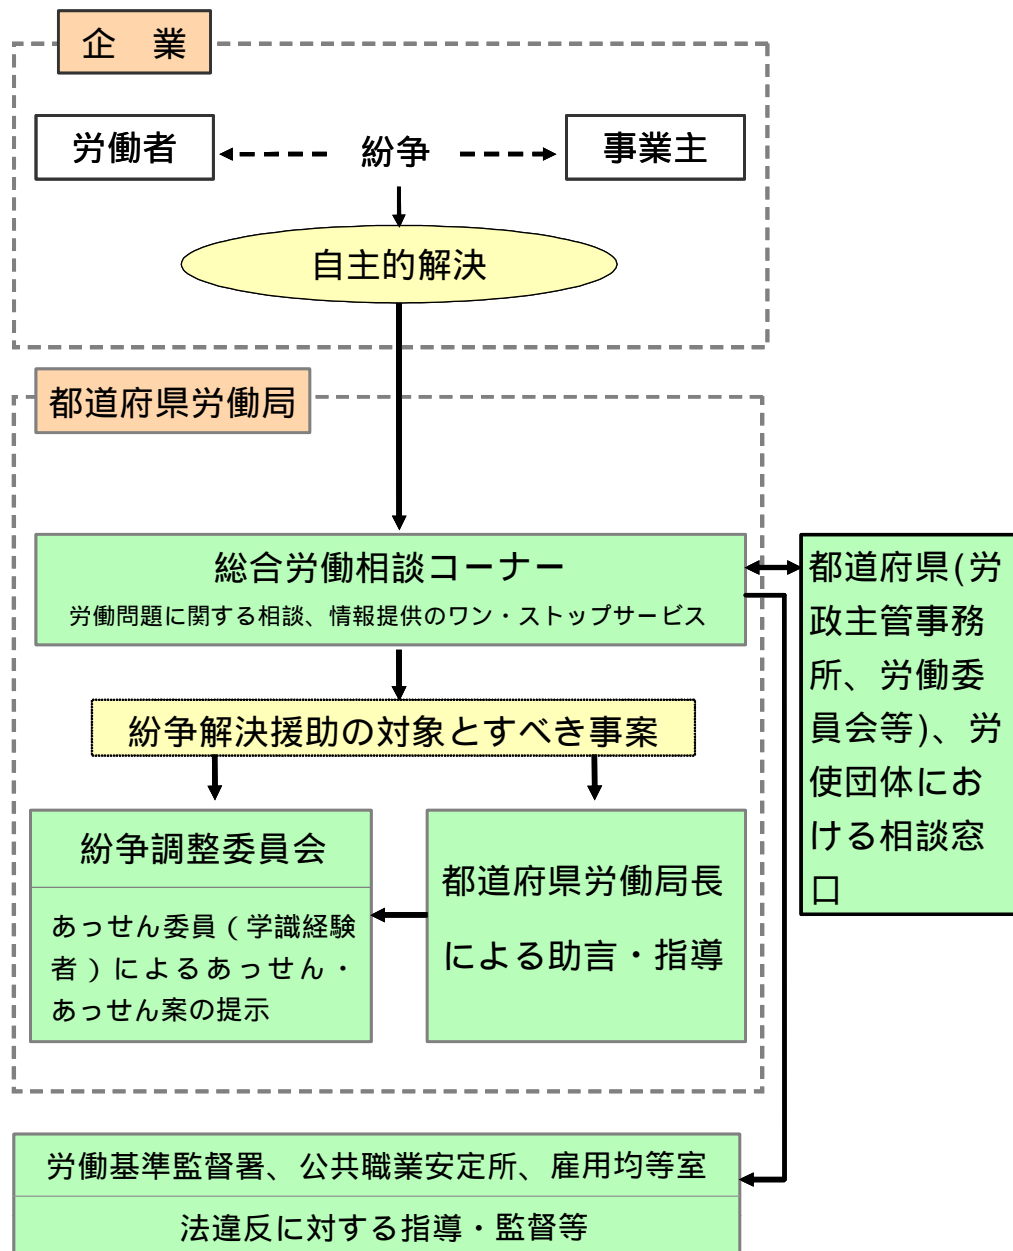 企　業
労働者
紛争
事業主
自主的解決
都道府県労働局
総合労働相談コーナー
労働問題に関する相談、情報提供のワン・ストップサービス
都道府県(労
政主管事務
所、労働委
員会等)、労
使団体にお
ける相談窓
口
紛争解決援助の対象とすべき事案
紛争調整委員会
あっせん委員（学識経験
者）によるあっせん・
あっせん案の提示
都道府県労働局長
による助言・指導
労働基準監督署、公共職業安定所、雇用均等室
法違反に対する指導・監督等